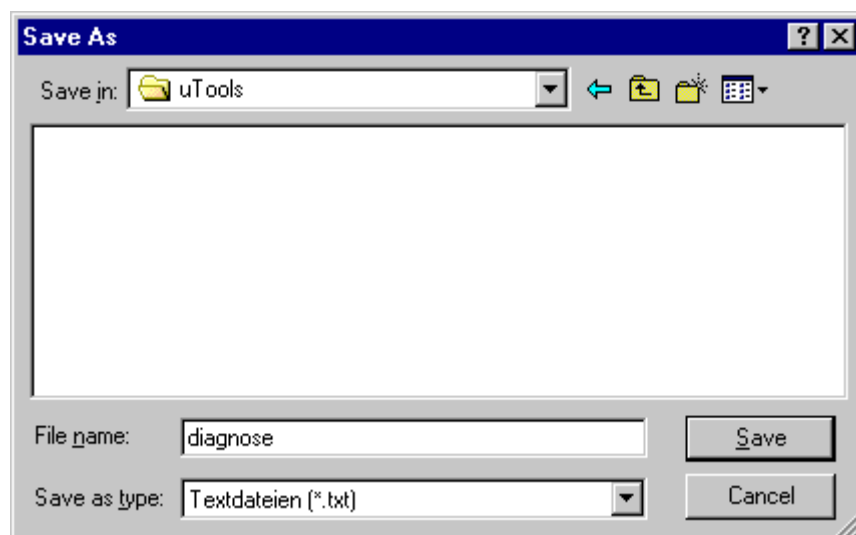 Save As
Save in: uTools
File name: diagnose Save
Save as type: Textdateien (*.txt) Cancel